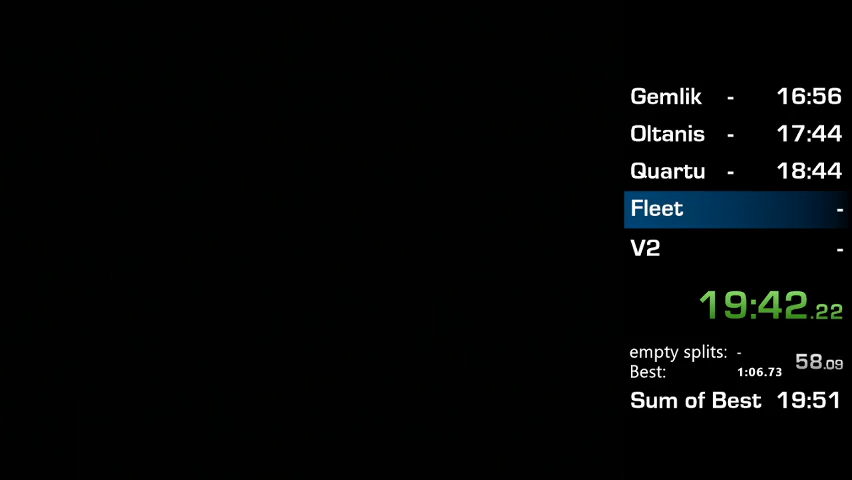 Gemlik - 16:56
Oltanis - 17:44
Quartu - 18:44
Fleet -
V2 -
19:42.22
empty splits: - 58.09
Best: 1:06.73
Sum of Best 19:51